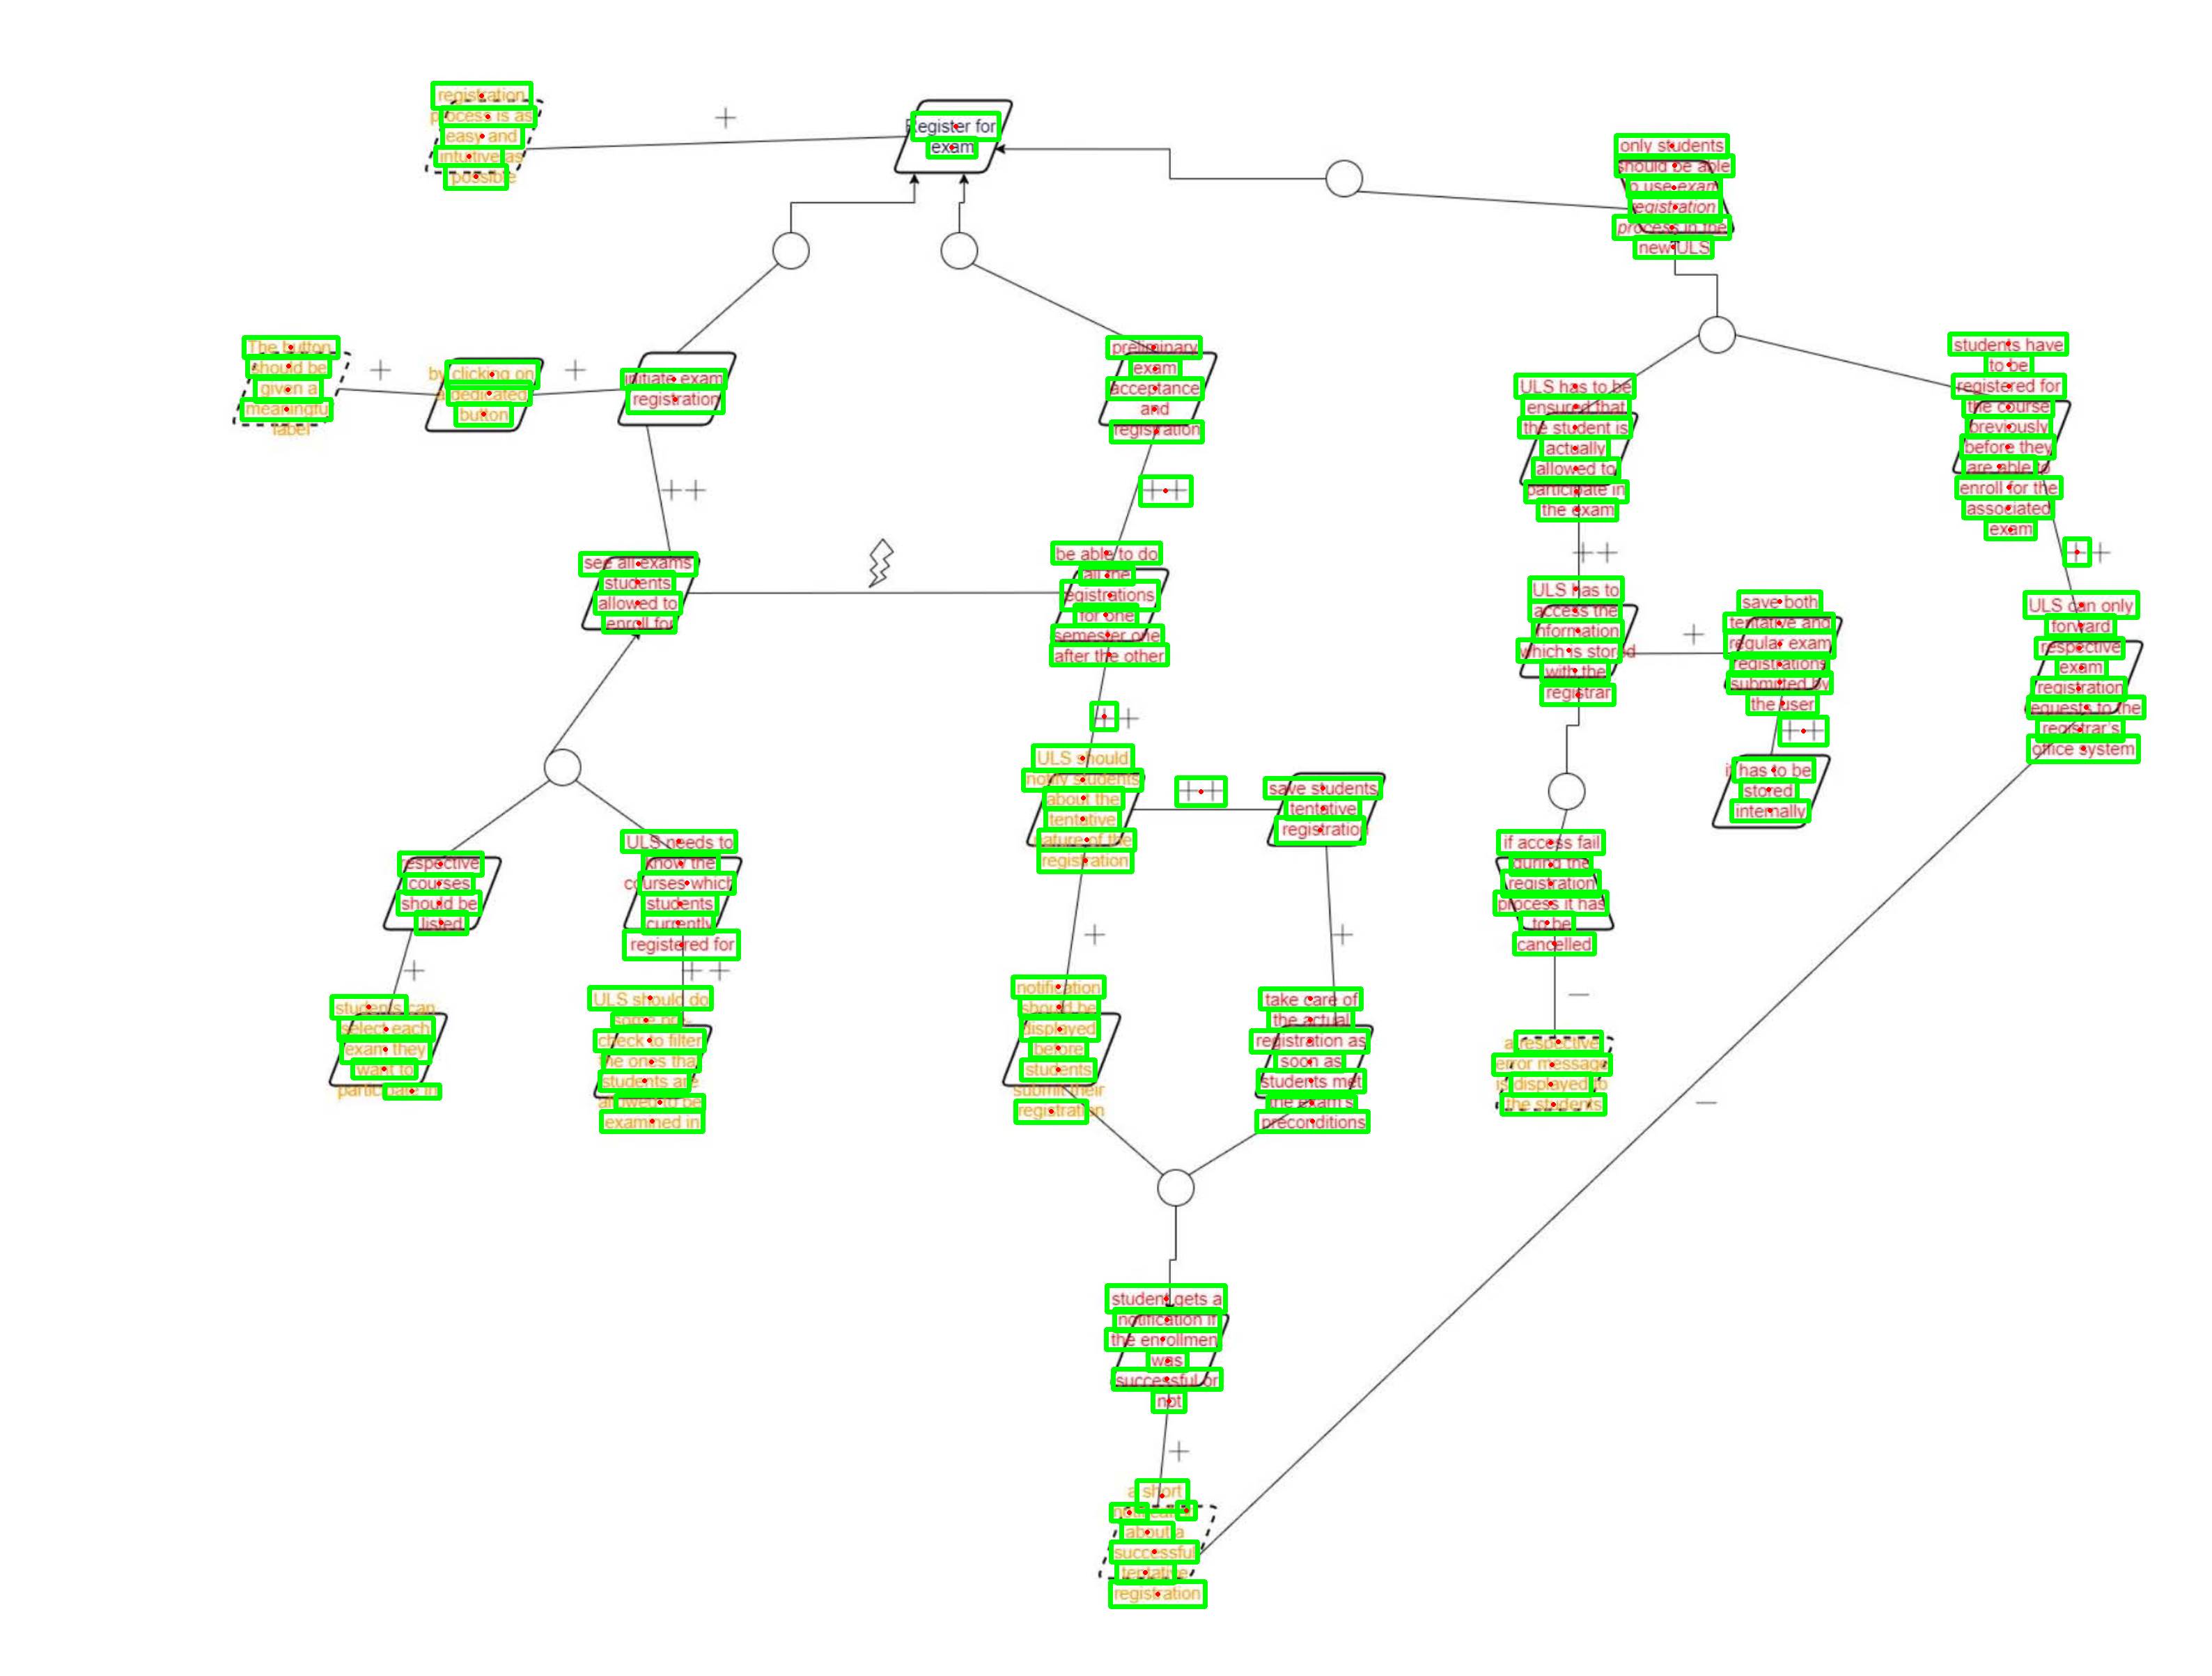 registration
process is as
easy and
intuitive as
possible
+
Register for
exam
only students
should be able
to use exam
registration
process in the
new ULS
The button
should be
given a
meaningful
label
+
by clicking on
a dedicated
button
+
initiate exam
registration
preliminary
exam
acceptance
and
registration
ULS has to be
ensured that
the student is
actually
allowed to
participate in
the exam
students have
to be
registered for
the course
previously
before they
are able to
enroll for the
associated
exam
++
++
++
++
see all exams
students
allowed to
enroll for
be able to do
all the
registrations
for one
semester one
after the other
ULS has to
access the
information
which is stored
with the
registrar
+
save both
tentative and
regular exam
registrations
submitted by
the user
ULS can only
forward
respective
exam
registration
requests to the
registrar's
office system
++
++
ULS should
notify students
about the
tentative
nature of the
registration
++
save students
tentative
registration
it has to be
stored
internally
respective
courses
should be
listed
ULS needs to
know the
courses which
students
currently
registered for
if access fail
during the
registration
process it has
to be
cancelled
+
++
+
+
students can
select each
exam they
want to
participate in
ULS should do
some pre-
check to filter
the ones that
students are
allowed to be
examined in
notification
should be
displayed
before
students
submit their
registration
take care of
the actual
registration as
soon as
students met
the exam's
preconditions
a respective
error message
is displayed to
the students
student gets a
notification if
the enrollment
was
successful or
not
+
a short
about a
successful
tentative
registration